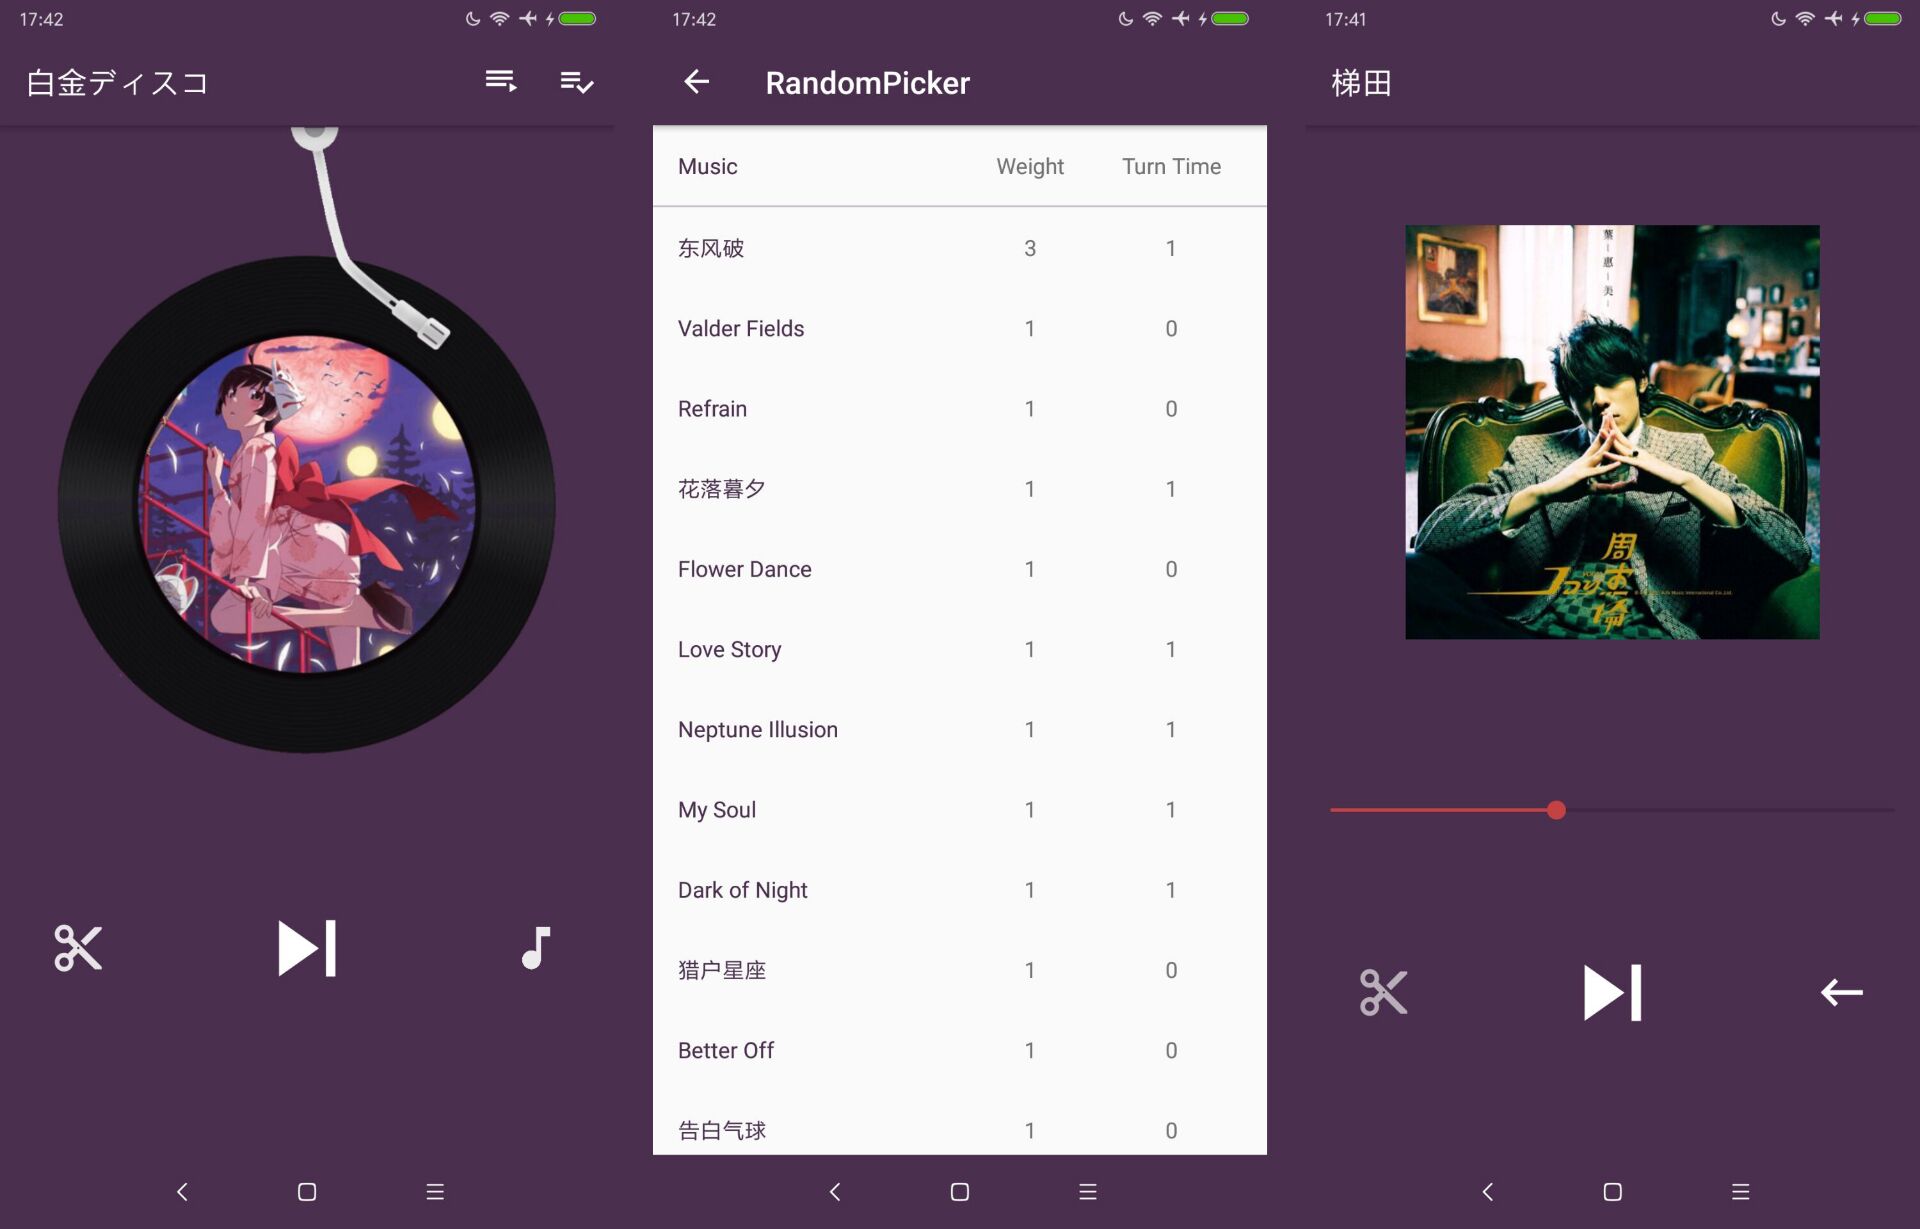 17:42
白金ディスコ
17:42
RandomPicker
Music Weight Turn Time
东风破 3 1
Valder Fields 1 0
Refrain 1 0
花落暮夕 1 1
Flower Dance 1 0
Love Story 1 1
Neptune Illusion 1 1
My Soul 1 1
Dark of Night 1 1
猎户星座 1 0
Better Off 1 0
告白气球 1 0
17:41
梯田
葉惠美
周杰倫
Jay